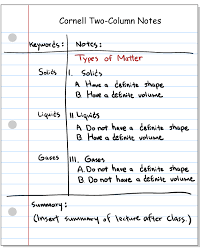 Cornell Two-Column Notes
Keywords: Notes:
Types of Matter
Solids I. Solids
A. Have a definite shape
B. Have a definite volume
Liquids II Liquids
A. Do not have a definite shape
B. Have a definite volume
Gases III. Gases
A. Do not have a definite shape
B. Do not have definite volume
Summary:
(Insert summary of lecture after class.)